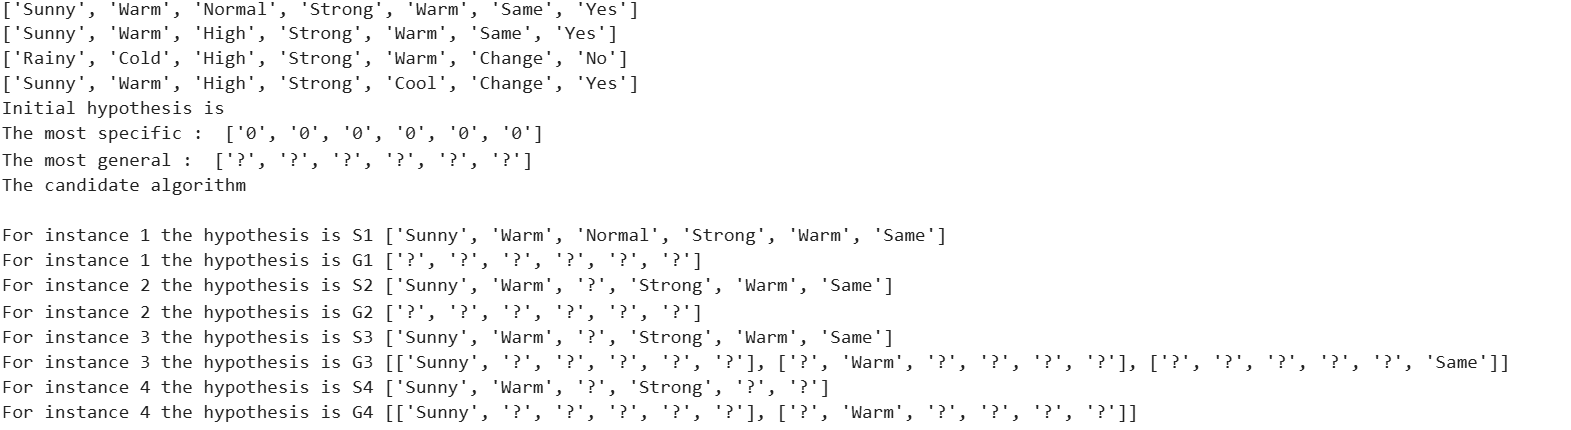 ['Sunny', 'Warm', 'Normal', 'Strong', 'Warm', 'Same', 'Yes']
['Sunny', 'Warm', 'High', 'Strong', 'Warm', 'Same', 'Yes']
['Rainy', 'Cold', 'High', 'Strong', 'Warm', 'Change', 'No']
['Sunny', 'Warm', 'High', 'Strong', 'Cool', 'Change', 'Yes']
Initial hypothesis is
The most specific :  ['0', '0', '0', '0', '0', '0']
The most general :  ['?', '?', '?', '?', '?', '?']
The candidate algorithm
For instance 1 the hypothesis is S1 ['Sunny', 'Warm', 'Normal', 'Strong', 'Warm', 'Same']
For instance 1 the hypothesis is G1 ['?', '?', '?', '?', '?', '?']
For instance 2 the hypothesis is S2 ['Sunny', 'Warm', '?', 'Strong', 'Warm', 'Same']
For instance 2 the hypothesis is G2 ['?', '?', '?', '?', '?', '?']
For instance 3 the hypothesis is S3 ['Sunny', 'Warm', '?', 'Strong', 'Warm', 'Same']
For instance 3 the hypothesis is G3 [['Sunny', '?', '?', '?', '?', '?'], ['?', 'Warm', '?', '?', '?', '?'], ['?', '?', '?', '?', '?', 'Same']]
For instance 4 the hypothesis is S4 ['Sunny', 'Warm', '?', 'Strong', '?', '?']
For instance 4 the hypothesis is G4 [['Sunny', '?', '?', '?', '?', '?'], ['?', 'Warm', '?', '?', '?', '?']]